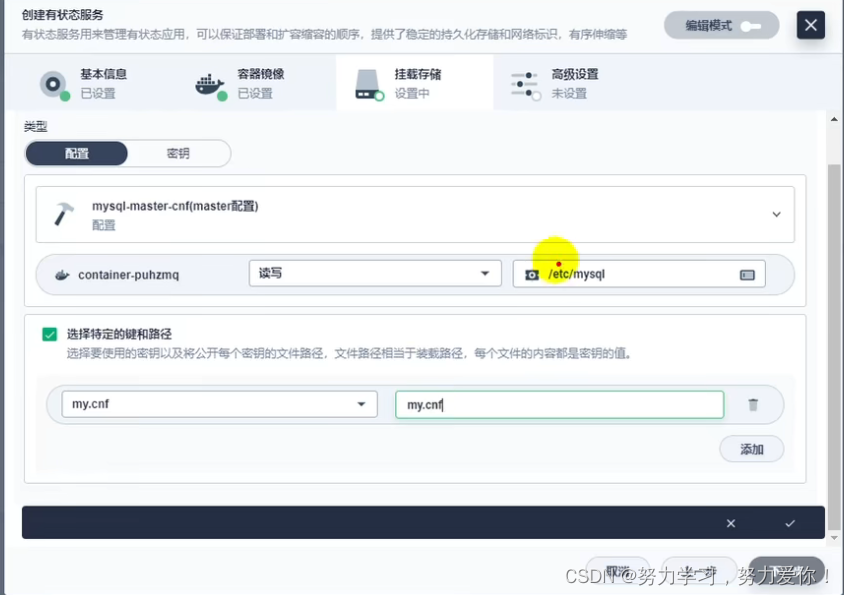 创建有状态服务
有状态服务用来管理有状态应用，可以保证部署和扩容缩容的顺序，提供了稳定的持久化存储和网络标识，有序伸缩等
编辑模式
基本信息
已设置
容器镜像
已设置
挂载存储
设置中
高级设置
未设置
类型
配置
密钥
mysql-master-cnf(master配置)
配置
container-puhzmq
读写
/etc/mysql
选择特定的键和路径
选择要使用的密钥以及将公开每个密钥的文件路径，文件路径相当于装载路径，每个文件的内容都是密钥的值。
my.cnf
my.cnf
添加
取消
上一步
CSDN @努力学习，努力爱你！